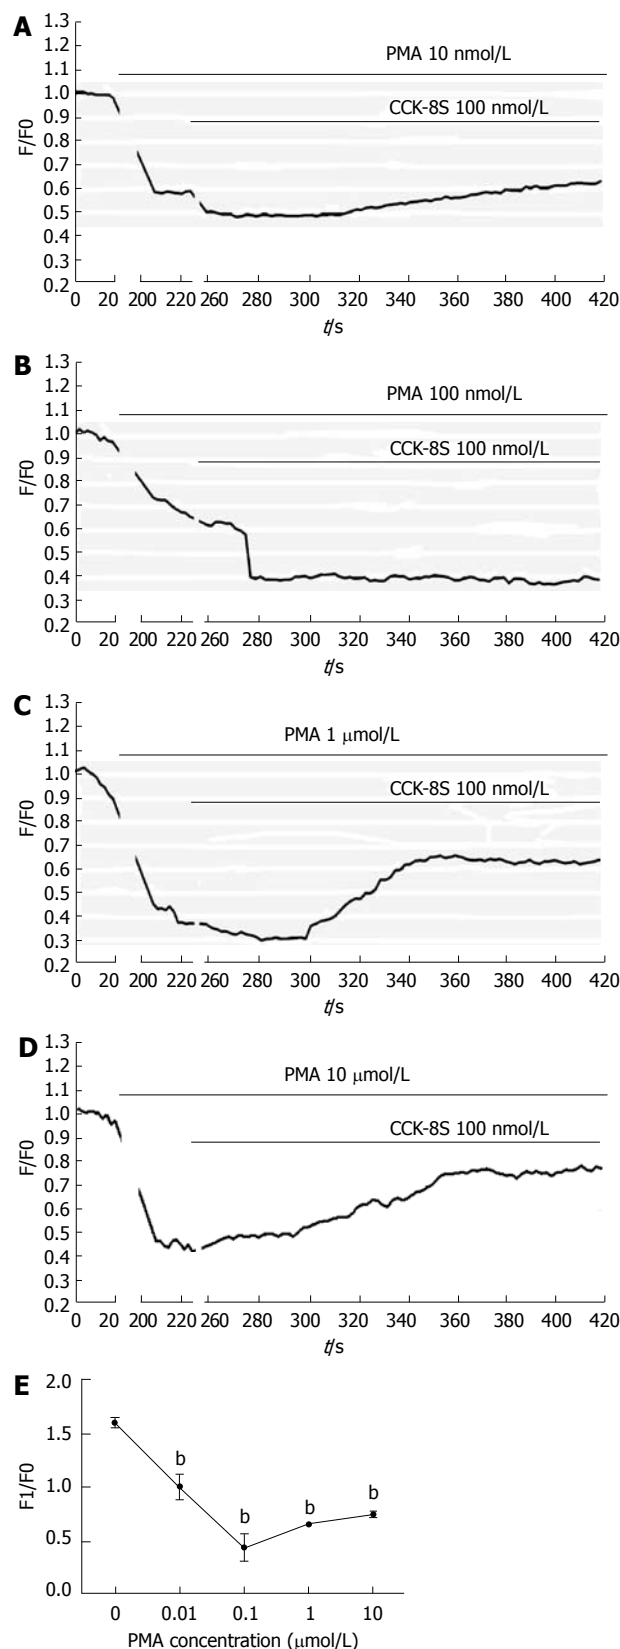 A
1.3
1.2
1.1
1.0
0.9
0.8
0.7
0.6
0.5
0.4
0.3
0.2
F/F0
PMA 10 nmol/L
CCK-8S 100 nmol/L
0 20 200 220 260 280 300 320 340 360 380 400 420
t/s
B
1.3
1.2
1.1
1.0
0.9
0.8
0.7
0.6
0.5
0.4
0.3
0.2
F/F0
PMA 100 nmol/L
CCK-8S 100 nmol/L
0 20 200 220 260 280 300 320 340 360 380 400 420
t/s
C
1.3
1.2
1.1
1.0
0.9
0.8
0.7
0.6
0.5
0.4
0.3
0.2
F/F0
PMA 1 μmol/L
CCK-8S 100 nmol/L
0 20 200 220 260 280 300 320 340 360 380 400 420
t/s
D
1.3
1.2
1.1
1.0
0.9
0.8
0.7
0.6
0.5
0.4
0.3
0.2
F/F0
PMA 10 μmol/L
CCK-8S 100 nmol/L
0 20 200 220 260 280 300 320 340 360 380 400 420
t/s
E
2.0
1.5
1.0
0.5
0.0
F1/F0
b
b
b
b
0 0.01 0.1 1 10
PMA concentration (μmol/L)